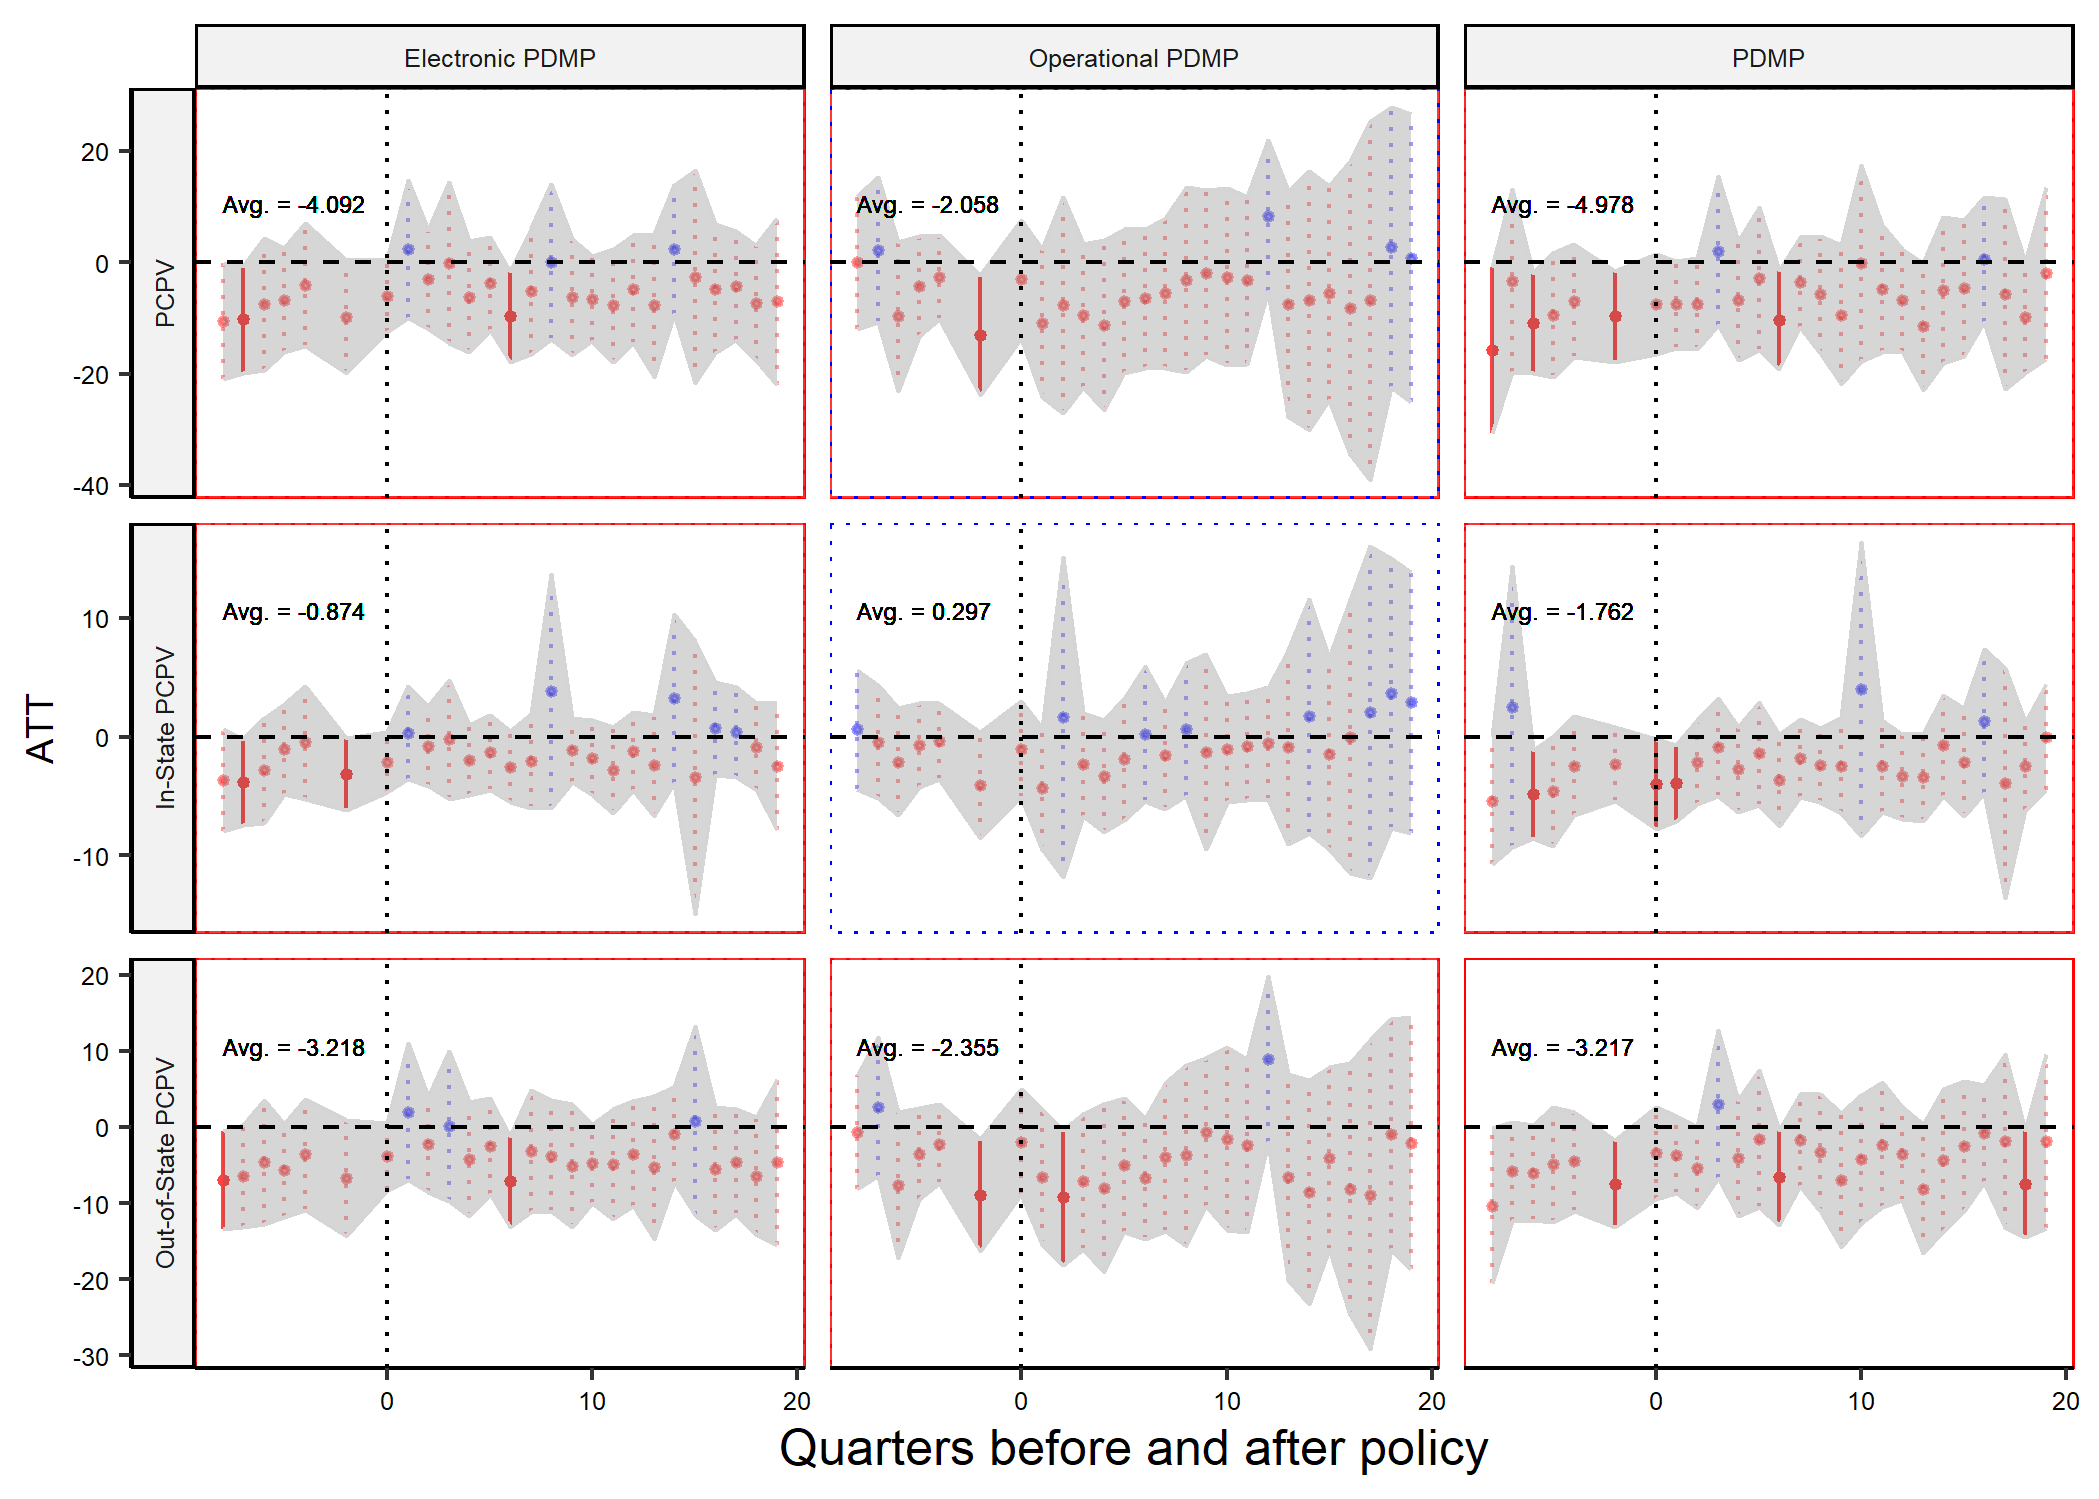 Electronic PDMP
Operational PDMP
PDMP
PCPV
20
0
-20
-40
Avg. = -4.092
Avg. = -2.058
Avg. = -4.978
ATT
In-State PCPV
10
0
-10
Avg. = -0.874
Avg. = 0.297
Avg. = -1.762
Out-of-State PCPV
20
10
0
-10
-20
-30
Avg. = -3.218
Avg. = -2.355
Avg. = -3.217
0 10 20
0 10 20
0 10 20
Quarters before and after policy